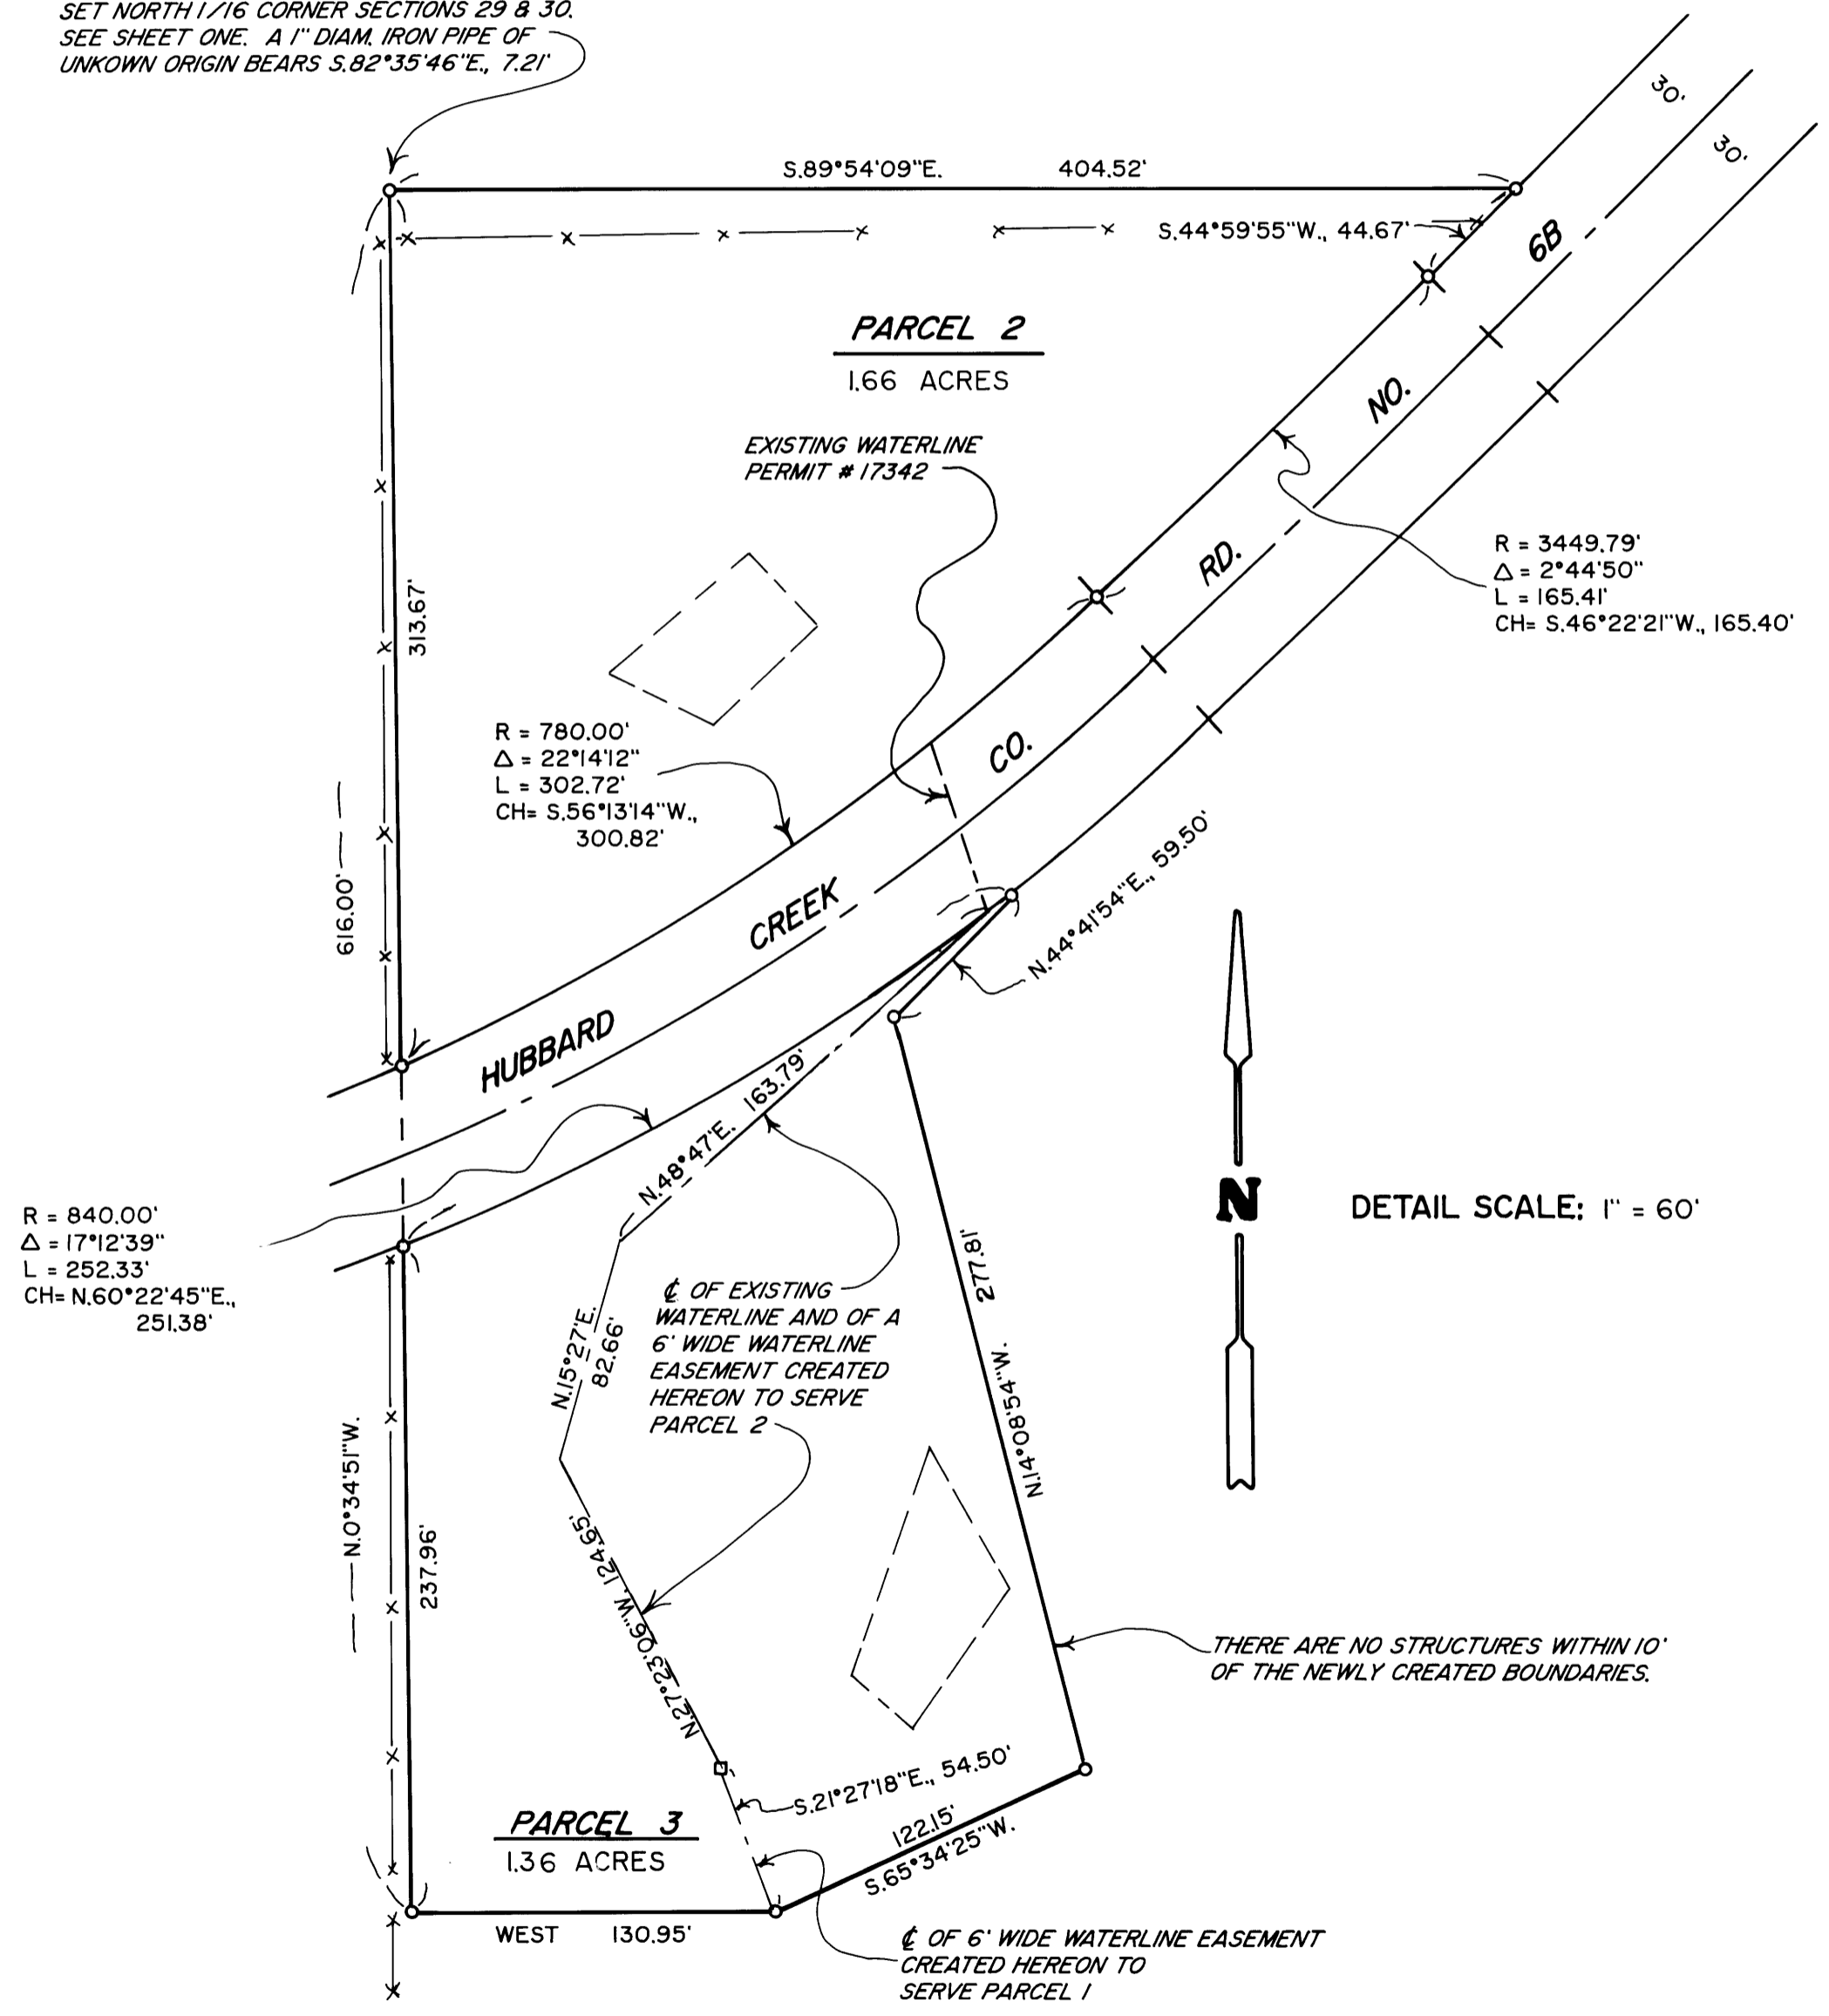 SET NORTH 1/16 CORNER SECTIONS 29 & 30.
SEE SHEET ONE. A 1" DIAM. IRON PIPE OF
UNKOWN ORIGIN BEARS S.82°35'46"E., 7.21'
30'
30'
S.89°54'09"E. 404.52'
S.44°59'55"W., 44.67'
6B
PARCEL 2
1.66 ACRES
NO.
EXISTING WATERLINE
PERMIT # 17342
RD.
R = 3449.79'
Δ = 2°44'50"
L = 165.41'
CH= S.46°22'21"W., 165.40'
313.67'
R = 780.00'
Δ = 22°14'12"
L = 302.72'
CH= S.56°13'14"W.,
300.82'
CO.
616.00'
CREEK
N.44°41'54"E., 59.50'
HUBBARD
N.48°47'E. 163.79'
R = 840.00'
Δ = 17°12'39"
L = 252.33'
CH= N.60°22'45"E.,
251.38'
N
DETAIL SCALE: 1" = 60'
277.81'
N.14°08'54"W.
℄ OF EXISTING
WATERLINE AND OF A
6' WIDE WATERLINE
EASEMENT CREATED
HEREON TO SERVE
PARCEL 2
N.15°27'E.
82.66'
N.0°34'51"W.
237.96'
N.27°23'06"W. 124.65'
THERE ARE NO STRUCTURES WITHIN 10'
OF THE NEWLY CREATED BOUNDARIES.
S.21°27'18"E., 54.50'
PARCEL 3
1.36 ACRES
122.15'
S.65°34'25"W.
WEST 130.95'
℄ OF 6' WIDE WATERLINE EASEMENT
CREATED HEREON TO
SERVE PARCEL 1